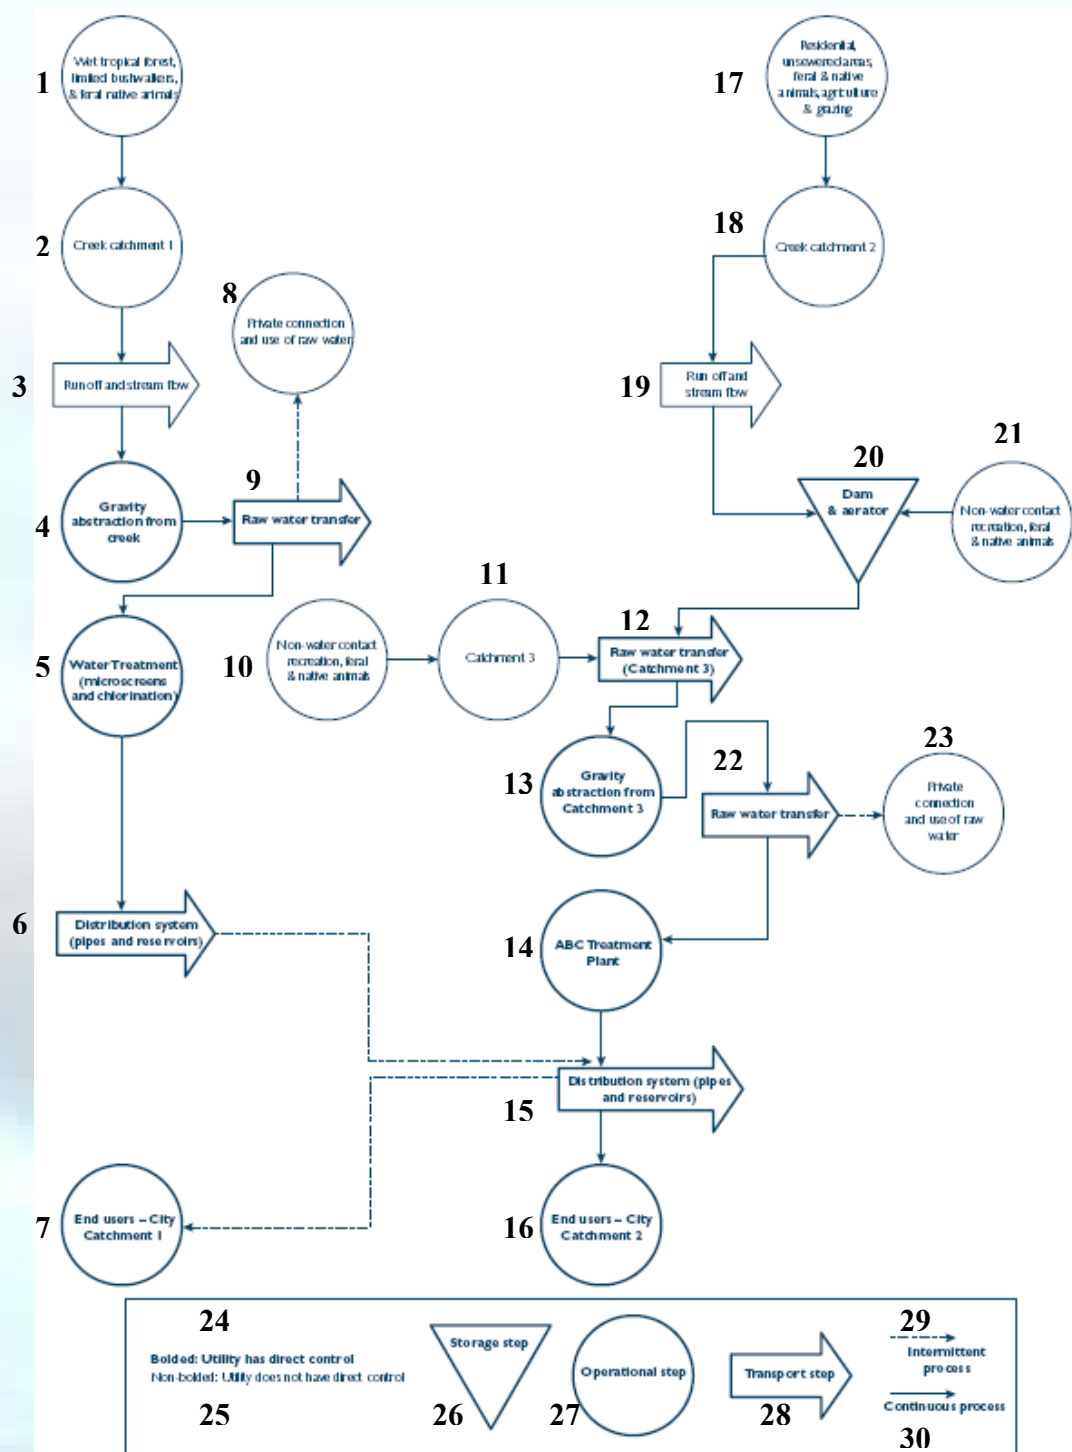 1
Wet tropical forest,
limited bushwalkers,
& feral native animals
2
Creek catchment 1
3
Run off and stream flow
4
Gravity
abstraction from
creek
5
Water Treatment
(microscreens
and chlorination)
6
Distribution system
(pipes and reservoirs)
7
End users – City
Catchment 1
8
Private connection
and use of raw water
9
Raw water transfer
10
Non-water contact
recreation, feral
& native animals
11
Catchment 3
12
Raw water transfer
(Catchment 3)
13
Gravity
abstraction from
Catchment 3
14
ABC Treatment
Plant
15
Distribution system (pipes
and reservoirs)
16
End users – City
Catchment 2
17
Residential,
unsewered areas,
feral & native
animals, agriculture
& grazing
18
Creek catchment 2
19
Run off and
stream flow
20
Dam
& aerator
21
Non-water contact
recreation, feral
& native animals
22
Raw water transfer
23
Private
connection
and use of raw
water
24
Bolded: Utility has direct control
Non-bolded: Utility does not have direct control
25
Storage step
26
Operational step
27
Transport step
28
29
Intermittent
process
Continuous process
30